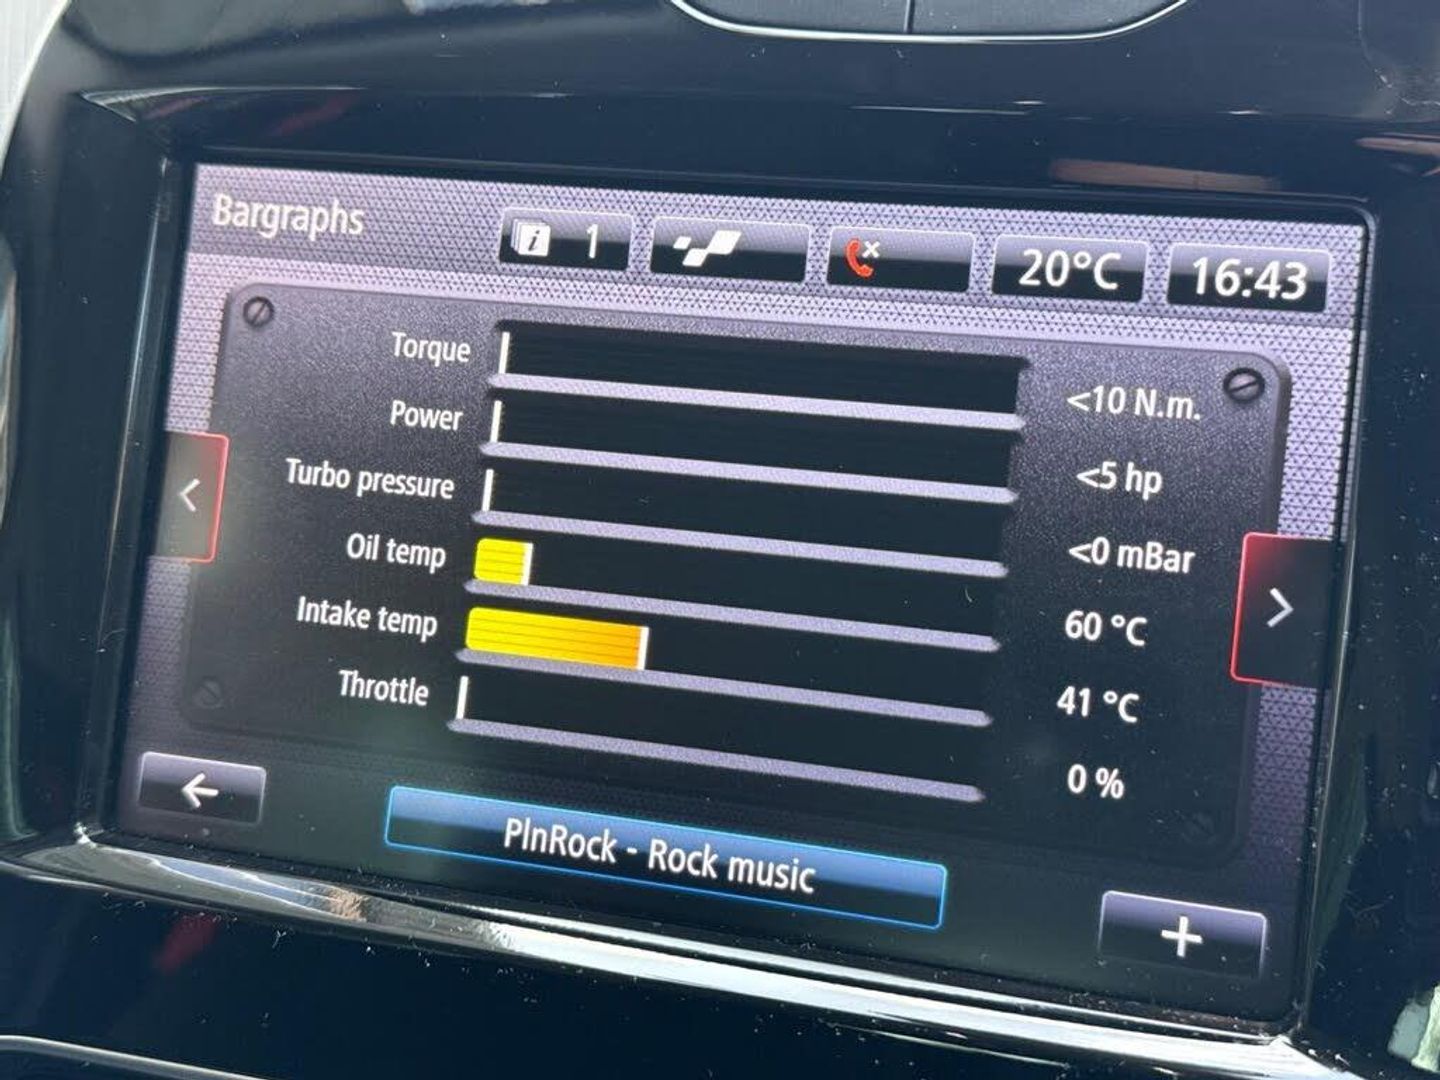 Bargraphs
i 1
20°C
16:43
Torque <10 N.m.
Power <5 hp
Turbo pressure <0 mBar
Oil temp 60 °C
Intake temp 41 °C
Throttle 0 %
PlnRock - Rock music
+